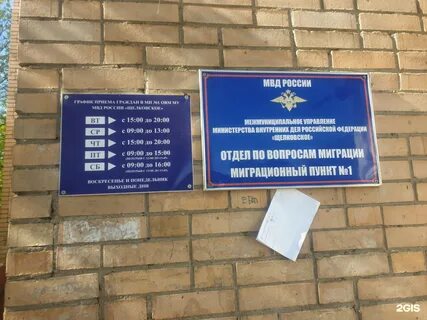 ГРАФИК ПРИЕМА ГРАЖДАН В МП №1 ОВМ МУ
МВД РОССИИ «ЩЕЛКОВСКОЕ»
ВТ с 15:00 до 20:00
СР с 09:00 до 13:00
ЧТ с 15:00 до 20:00
ПТ с 09:00 до 15:00
СБ с 09:00 до 16:00
ВОСКРЕСЕНЬЕ И ПОНЕДЕЛЬНИК
ВЫХОДНЫЕ ДНИ
МВД РОССИИ
МЕЖМУНИЦИПАЛЬНОЕ УПРАВЛЕНИЕ
МИНИСТЕРСТВА ВНУТРЕННИХ ДЕЛ РОССИЙСКОЙ ФЕДЕРАЦИИ
«ЩЕЛКОВСКОЕ»
ОТДЕЛ ПО ВОПРОСАМ МИГРАЦИИ
МИГРАЦИОННЫЙ ПУНКТ №1
2GIS